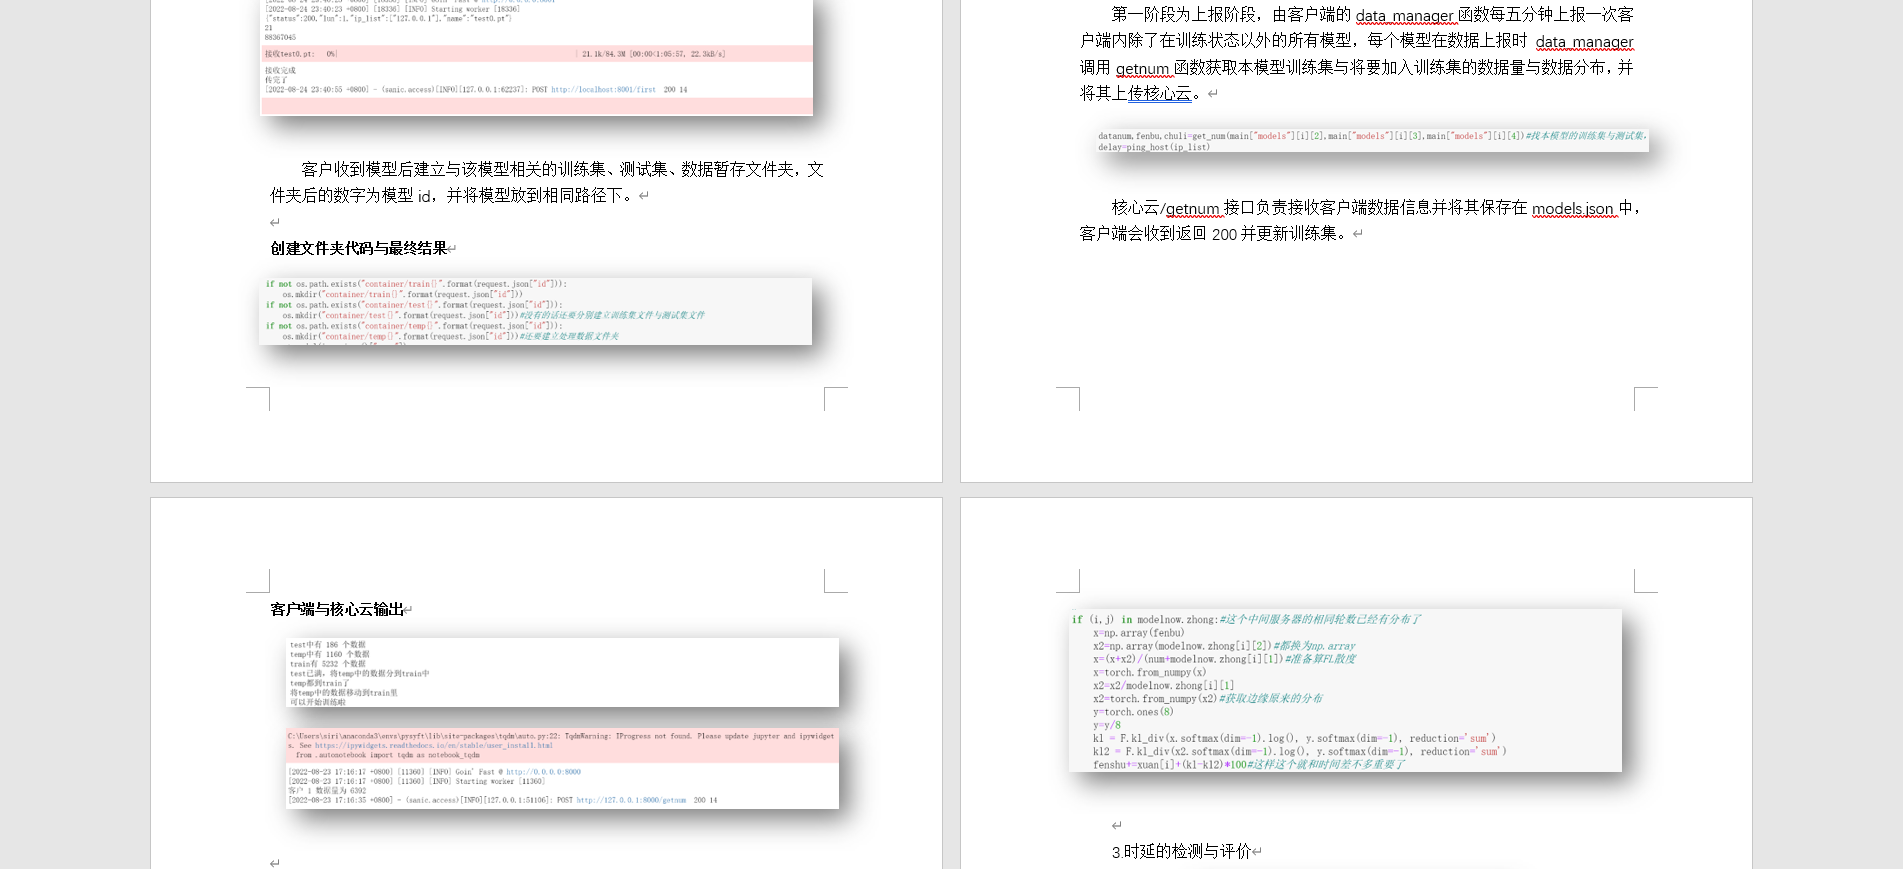 [2022-08-24 23:40:23 +0800] [18336] [INFO] Goin' Fast @ http://0.0.0.0:8001
[2022-08-24 23:40:23 +0800] [18336] [INFO] Starting worker [18336]
{"status":200,"lun":1,"ip_list":["127.0.0.1"],"name":"test0.pt"}
21
88367045
接收test0.pt:   0%|          | 21.1k/84.3M [00:00<1:05:57, 22.3kB/s]
接收完成
传完了
[2022-08-24 23:40:55 +0800] - (sanic.access)[INFO][127.0.0.1:62237]: POST http://localhost:8001/first  200 14
客户收到模型后建立与该模型相关的训练集、测试集、数据暂存文件夹，文
件夹后的数字为模型 id，并将模型放到相同路径下。
创建文件夹代码与最终结果
if not os.path.exists("container/train{}".format(request.json["id"])):
os.mkdir("container/train{}".format(request.json["id"]))
if not os.path.exists("container/test{}".format(request.json["id"])):
os.mkdir("container/test{}".format(request.json["id"]))#没有的话还要分别建立训练集文件与测试集文件
if not os.path.exists("container/temp{}".format(request.json["id"])):
os.mkdir("container/temp{}".format(request.json["id"]))#还要建立处理数据文件夹
第一阶段为上报阶段，由客户端的 data_manager 函数每五分钟上报一次客
户端内除了在训练状态以外的所有模型，每个模型在数据上报时 data_manager
调用 getnum 函数获取本模型训练集与将要加入训练集的数据量与数据分布，并
将其上传核心云。
datanum,fenbu,chuli=get_num(main["models"][i][2],main["models"][i][3],main["models"][i][4])#找本模型的训练集与测试集,
delay=ping_host(ip_list)
核心云/getnum 接口负责接收客户端数据信息并将其保存在 models.json 中，
客户端会收到返回 200 并更新训练集。
客户端与核心云输出
test中有 186 个数据
temp中有 1160 个数据
train有 5232 个数据
test已满，将temp中的数据分到train中
temp都到train了
将temp中的数据移动到train里
可以开始训练啦
C:\Users\siri\anaconda3\envs\pysyft\lib\site-packages\tqdm\auto.py:22: TqdmWarning: IProgress not found. Please update jupyter and ipywidget
s. See https://ipywidgets.readthedocs.io/en/stable/user_install.html
from .autonotebook import tqdm as notebook_tqdm
[2022-08-23 17:16:17 +0800] [11360] [INFO] Goin' Fast @ http://0.0.0.0:8000
[2022-08-23 17:16:17 +0800] [11360] [INFO] Starting worker [11360]
客户 1 数据量为 6392
[2022-08-23 17:16:35 +0800] - (sanic.access)[INFO][127.0.0.1:51106]: POST http://127.0.0.1:8000/getnum  200 14
if (i,j) in modelnow.zhong:#这个中间服务器的相同轮数已经有分布了
x=np.array(fenbu)
x2=np.array(modelnow.zhong[i][2])#都换为np.array
x=(x+x2)/(num+modelnow.zhong[i][1])#准备算FL散度
x=torch.from_numpy(x)
x2=x2/modelnow.zhong[i][1]
x2=torch.from_numpy(x2)#获取边缘原来的分布
y=torch.ones(8)
y=y/8
kl = F.kl_div(x.softmax(dim=-1).log(), y.softmax(dim=-1), reduction='sum')
kl2 = F.kl_div(x2.softmax(dim=-1).log(), y.softmax(dim=-1), reduction='sum')
fenshu+=xuan[i]+(kl-kl2)*100#这样这个就和时间差不多重要了
3.时延的检测与评价